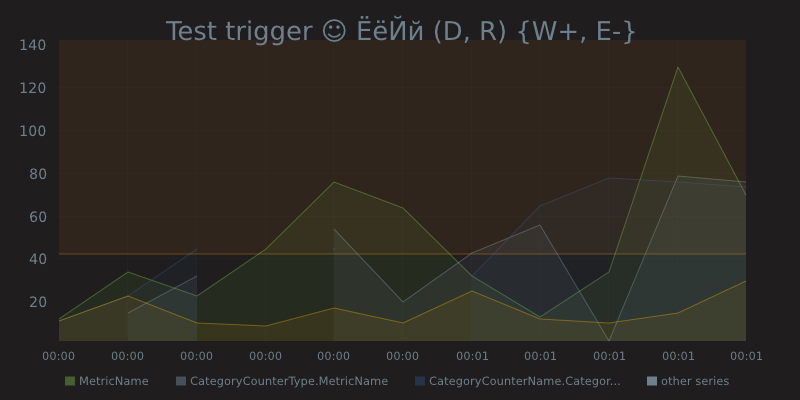 Test trigger ☺ ЁёЙй (D, R) {W+, E-}
140
120
100
80
60
40
20
00:00 00:00 00:00 00:00 00:00 00:00 00:01 00:01 00:01 00:01 00:01
MetricName CategoryCounterType.MetricName CategoryCounterName.Categor... other series